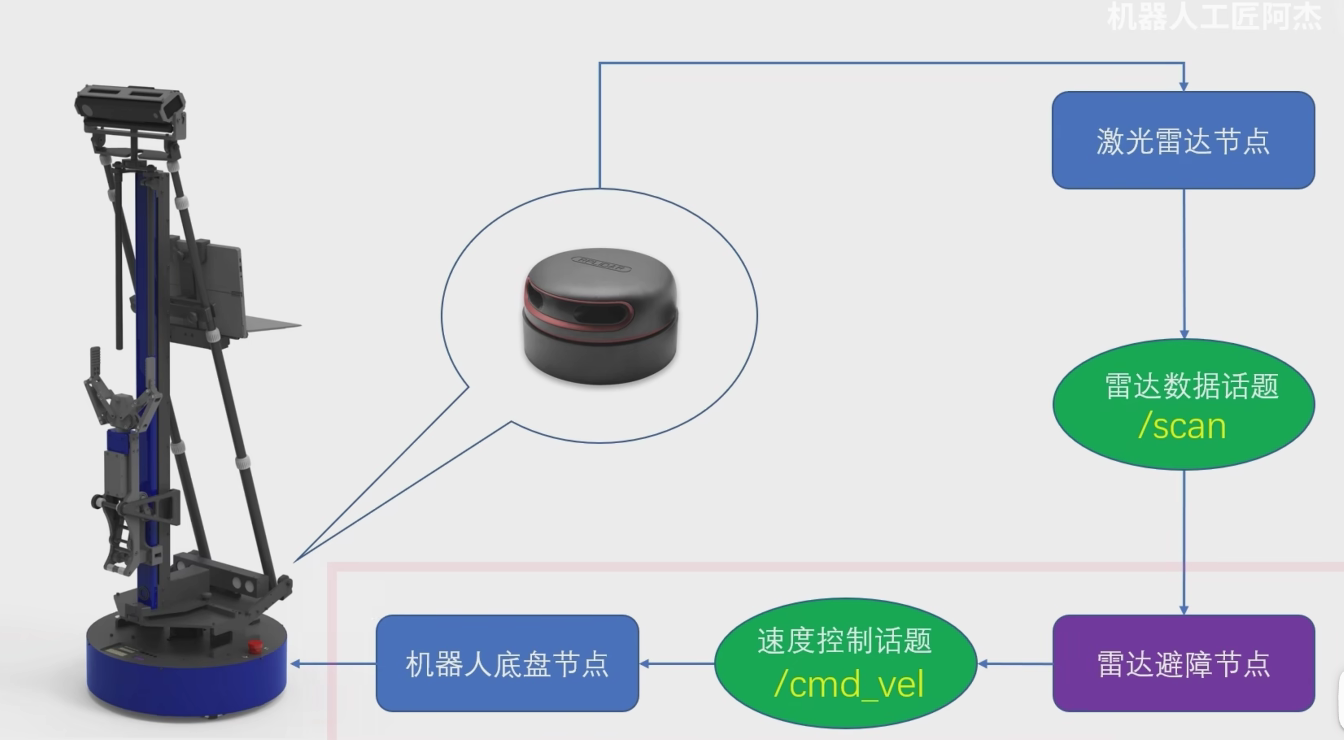 机器人工匠阿杰
激光雷达节点
雷达数据话题
/scan
机器人底盘节点
速度控制话题
/cmd_vel
雷达避障节点